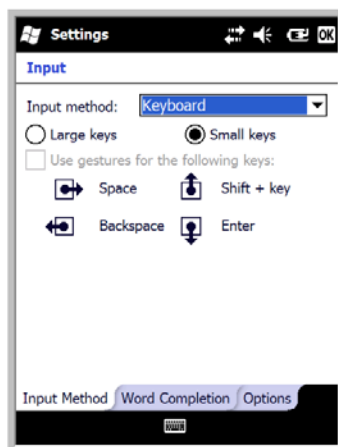 Settings OK
Input
Input method: Keyboard
Large keys Small keys
Use gestures for the following keys:
Space Shift + key
Backspace Enter
Input Method Word Completion Options